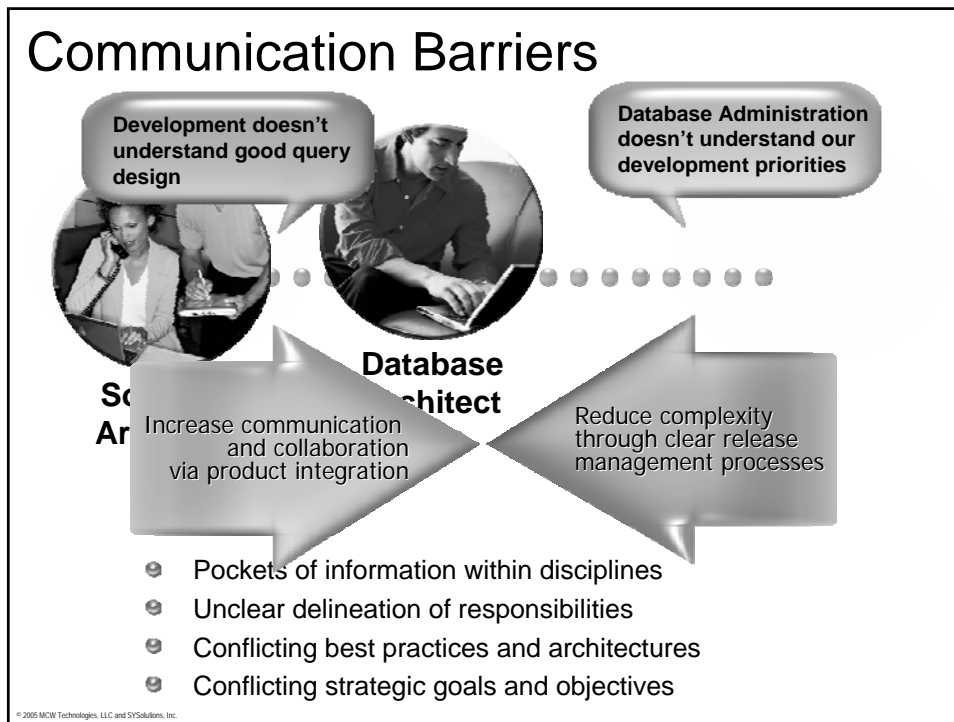 Communication Barriers
Development doesn't
understand good query
design
Database Administration
doesn't understand our
development priorities
Database
Increase communication
and collaboration
via product integration
Reduce complexity
through clear release
management processes
Pockets of information within disciplines
Unclear delineation of responsibilities
Conflicting best practices and architectures
Conflicting strategic goals and objectives
© 2005 MCW Technologies, LLC and SYSolutions, Inc.